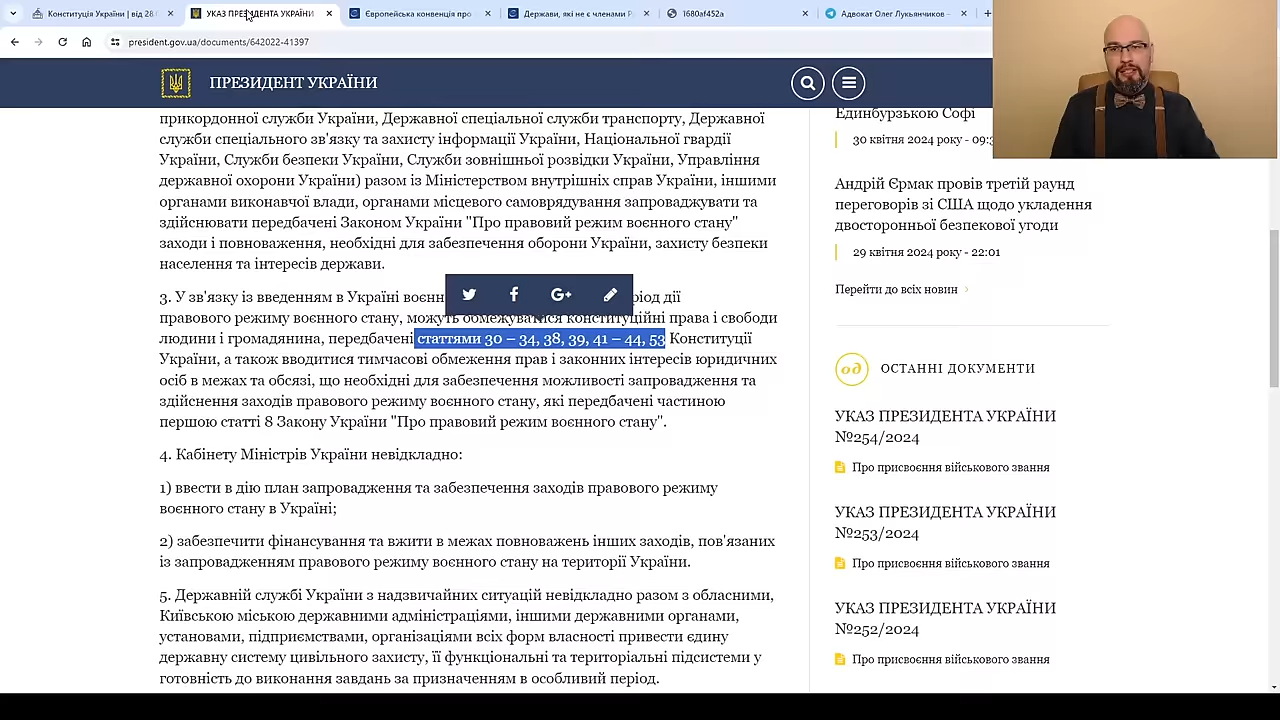 Конституція України | від 28.0
УКАЗ ПРЕЗИДЕНТА УКРАЇНИ
Європейська конвенція про
Держави, які не є членами Р
1680af452a
Адвокат Олег Лукьянчиков –
president.gov.ua/documents/642022-41397
ПРЕЗИДЕНТ УКРАЇНИ
прикордонної служби України, Державної спеціальної служби транспорту, Державної
служби спеціального зв'язку та захисту інформації України, Національної гвардії
України, Служби безпеки України, Служби зовнішньої розвідки України, Управління
державної охорони України) разом із Міністерством внутрішніх справ України, іншими
органами виконавчої влади, органами місцевого самоврядування запроваджувати та
здійснювати передбачені Законом України "Про правовий режим воєнного стану"
заходи і повноваження, необхідні для забезпечення оборони України, захисту безпеки
населення та інтересів держави.
3. У зв'язку із введенням в Україні воєнн ріод дії
правового режиму воєнного стану, можуть обмежуватися конституційні права і свободи
людини і громадянина, передбачені статтями 30 – 34, 38, 39, 41 – 44, 53 Конституції
України, а також вводитися тимчасові обмеження прав і законних інтересів юридичних
осіб в межах та обсязі, що необхідні для забезпечення можливості запровадження та
здійснення заходів правового режиму воєнного стану, які передбачені частиною
першою статті 8 Закону України "Про правовий режим воєнного стану".
4. Кабінету Міністрів України невідкладно:
1) ввести в дію план запровадження та забезпечення заходів правового режиму
воєнного стану в Україні;
2) забезпечити фінансування та вжити в межах повноважень інших заходів, пов'язаних
із запровадженням правового режиму воєнного стану на території України.
5. Державній службі України з надзвичайних ситуацій невідкладно разом з обласними,
Київською міською державними адміністраціями, іншими державними органами,
установами, підприємствами, організаціями всіх форм власності привести єдину
державну систему цивільного захисту, її функціональні та територіальні підсистеми у
готовність до виконання завдань за призначенням в особливий період.
Единбурзькою Софі
30 квітня 2024 року - 09:3
Андрій Єрмак провів третій раунд
переговорів зі США щодо укладення
двосторонньої безпекової угоди
29 квітня 2024 року - 22:01
Перейти до всіх новин
од ОСТАННІ ДОКУМЕНТИ
УКАЗ ПРЕЗИДЕНТА УКРАЇНИ
№254/2024
Про присвоєння військового звання
УКАЗ ПРЕЗИДЕНТА УКРАЇНИ
№253/2024
Про присвоєння військового звання
УКАЗ ПРЕЗИДЕНТА УКРАЇНИ
№252/2024
Про присвоєння військового звання